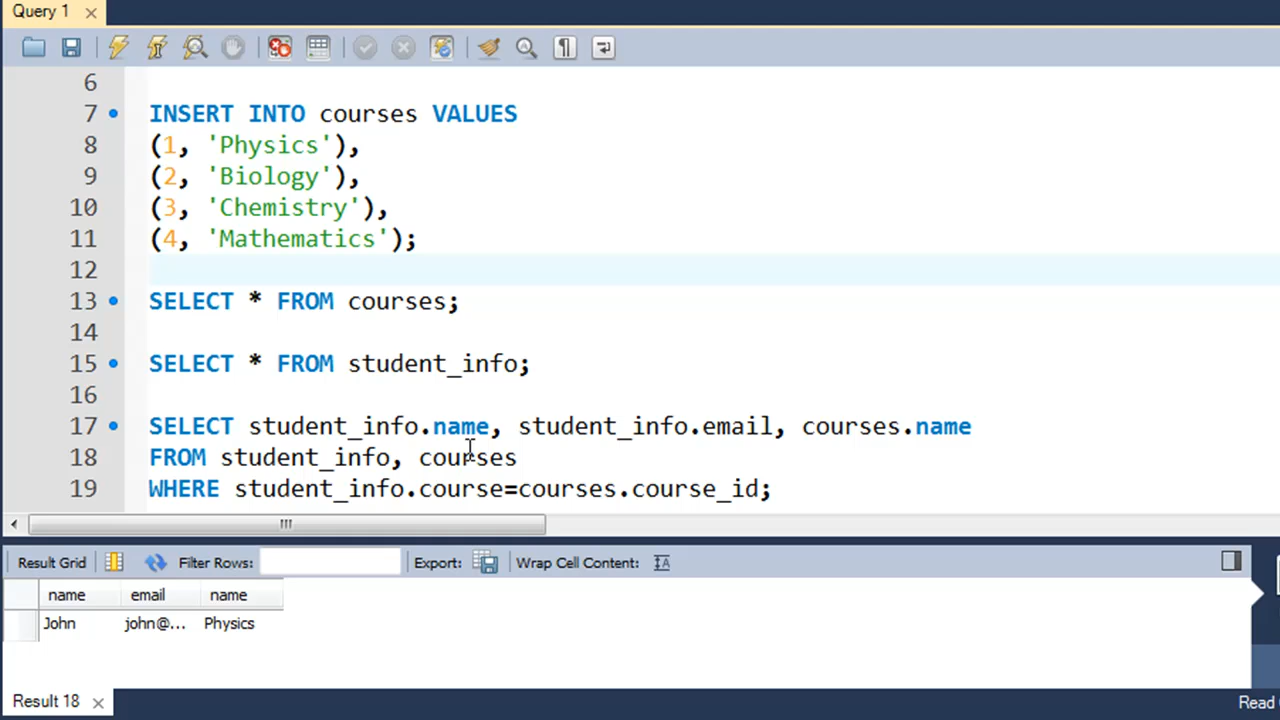 Query 1
6
7 INSERT INTO courses VALUES
8 (1, 'Physics'),
9 (2, 'Biology'),
10 (3, 'Chemistry'),
11 (4, 'Mathematics');
12
13 SELECT * FROM courses;
14
15 SELECT * FROM student_info;
16
17 SELECT student_info.name, student_info.email, courses.name
18 FROM student_info, courses
19 WHERE student_info.course=courses.course_id;
Result Grid Filter Rows: Export: Wrap Cell Content:
name email name
John john@... Physics
Result 18 Read